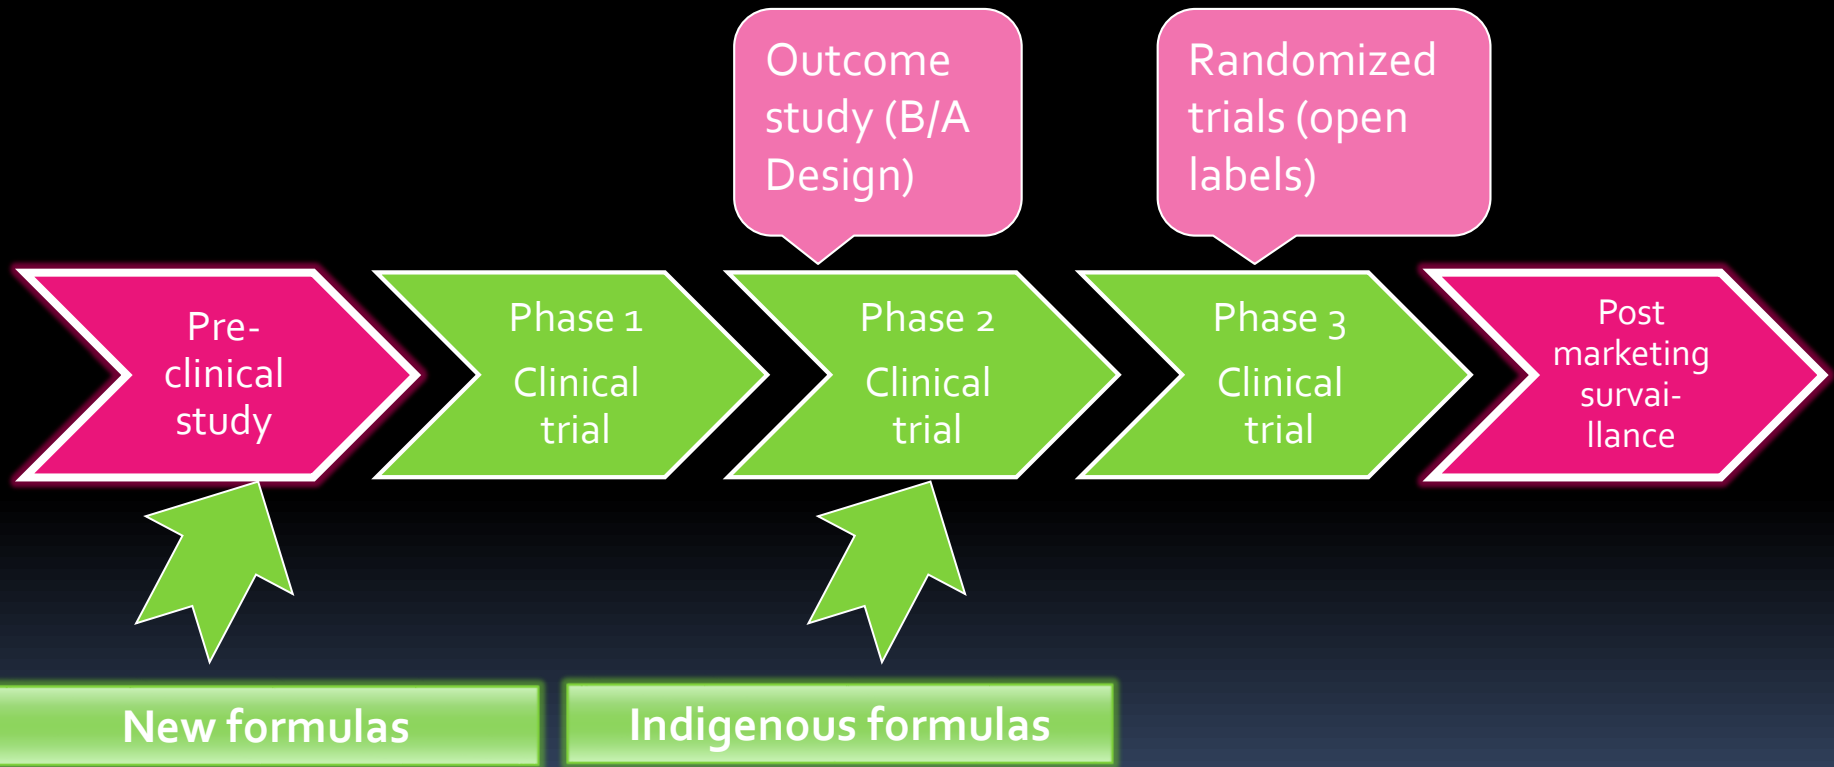 Outcome
study (B/A
Design)
Randomized
trials (open
labels)
Pre-
clinical
study
Phase 1
Clinical
trial
Phase 2
Clinical
trial
Phase 3
Clinical
trial
Post
marketing
survai-
llance
New formulas
Indigenous formulas